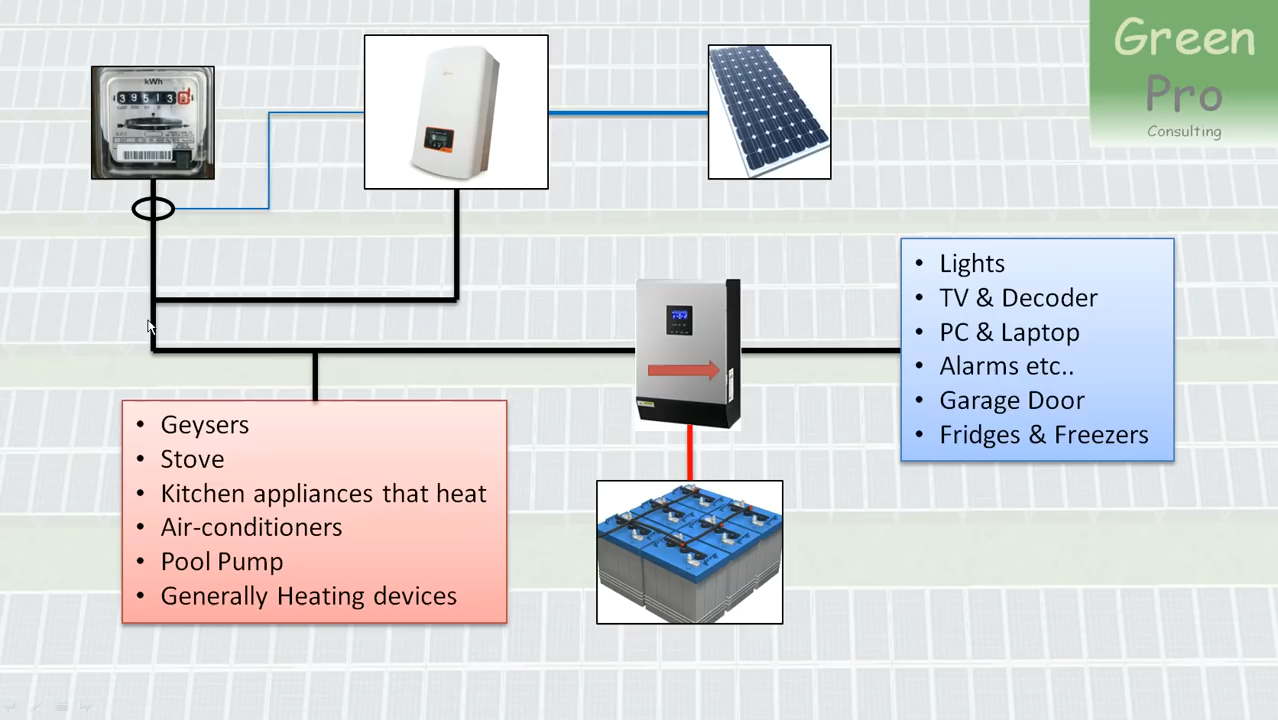 Green
Pro
Consulting
kWh
3 9 5 1 3 8
• Lights
• TV & Decoder
• PC & Laptop
• Alarms etc..
• Garage Door
• Fridges & Freezers
• Geysers
• Stove
• Kitchen appliances that heat
• Air-conditioners
• Pool Pump
• Generally Heating devices